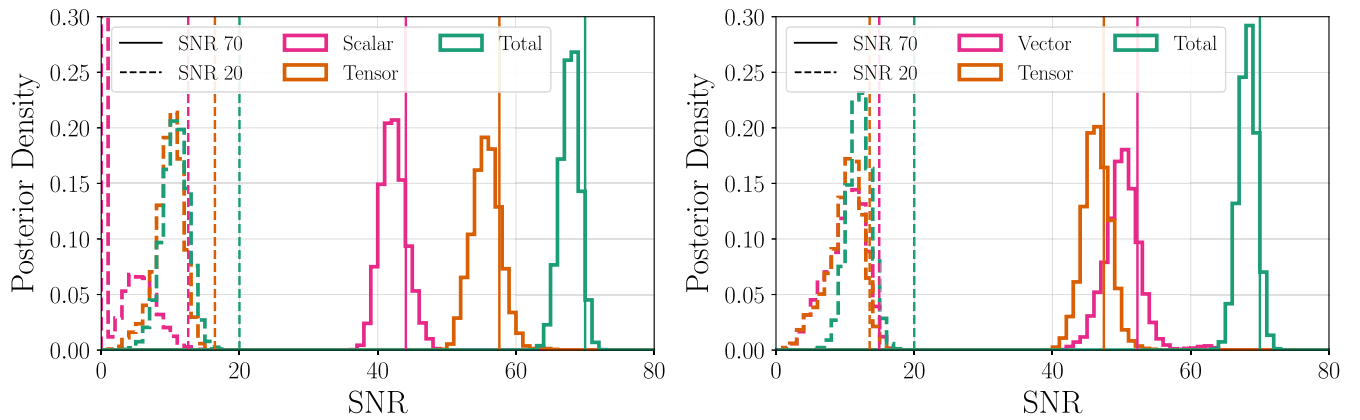 0.30
0.25
0.20
0.15
0.10
0.05
0.00
Posterior Density
SNR 70
SNR 20
Scalar
Tensor
Total
0 20 40 60 80
SNR
0.30
0.25
0.20
0.15
0.10
0.05
0.00
Posterior Density
SNR 70
SNR 20
Vector
Tensor
Total
0 20 40 60 80
SNR